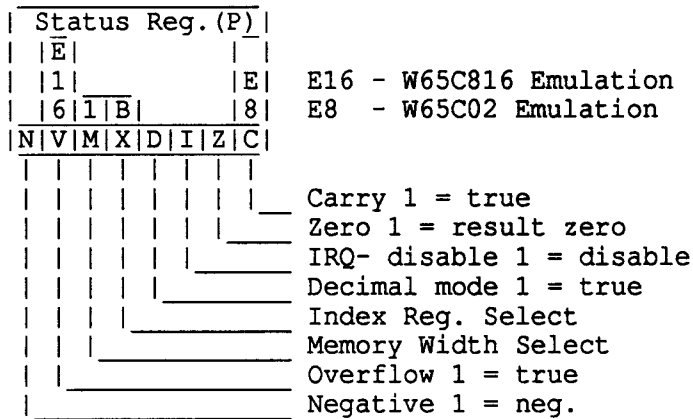 Status Reg.(P)
E
1 E E16 - W65C816 Emulation
6 1 B 8 E8 - W65C02 Emulation
N V M X D I Z C
Carry 1 = true
Zero 1 = result zero
IRQ- disable 1 = disable
Decimal mode 1 = true
Index Reg. Select
Memory Width Select
Overflow 1 = true
Negative 1 = neg.